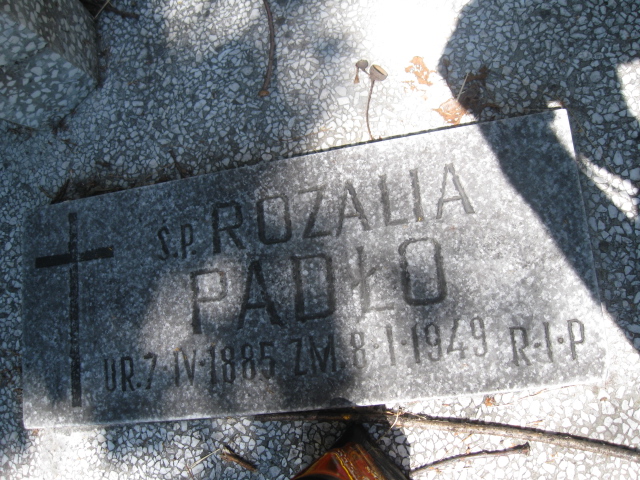 Ś.P. ROZALIA
PADŁO
UR.7·IV·1885 ZM.8·I·1949 R·I·P